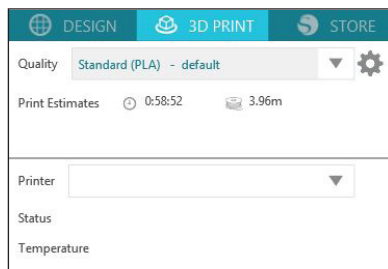 DESIGN 3D PRINT STORE
Quality Standard (PLA) - default
Print Estimates 0:58:52 3.96m
Printer
Status
Temperature